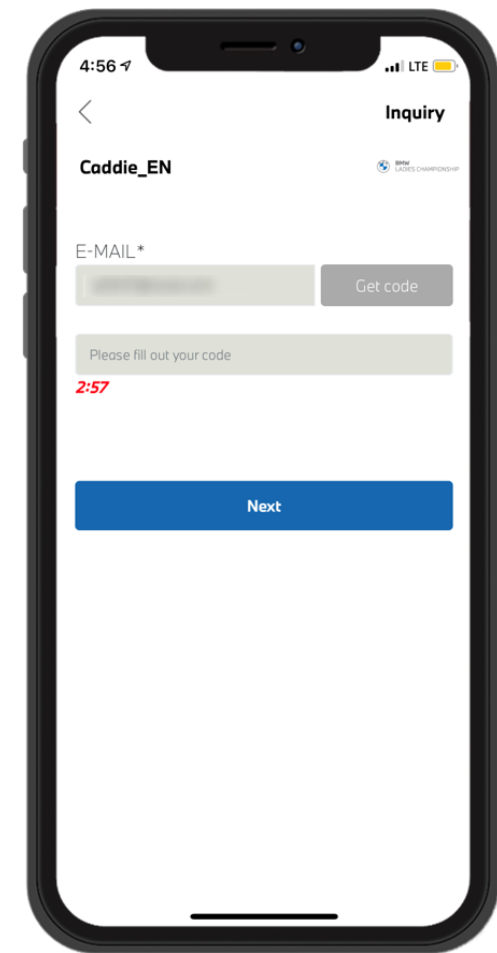 4:56
LTE
Inquiry
Caddie_EN
BMW
LADIES CHAMPIONSHIP
E-MAIL*
Get code
Please fill out your code
2:57
Next